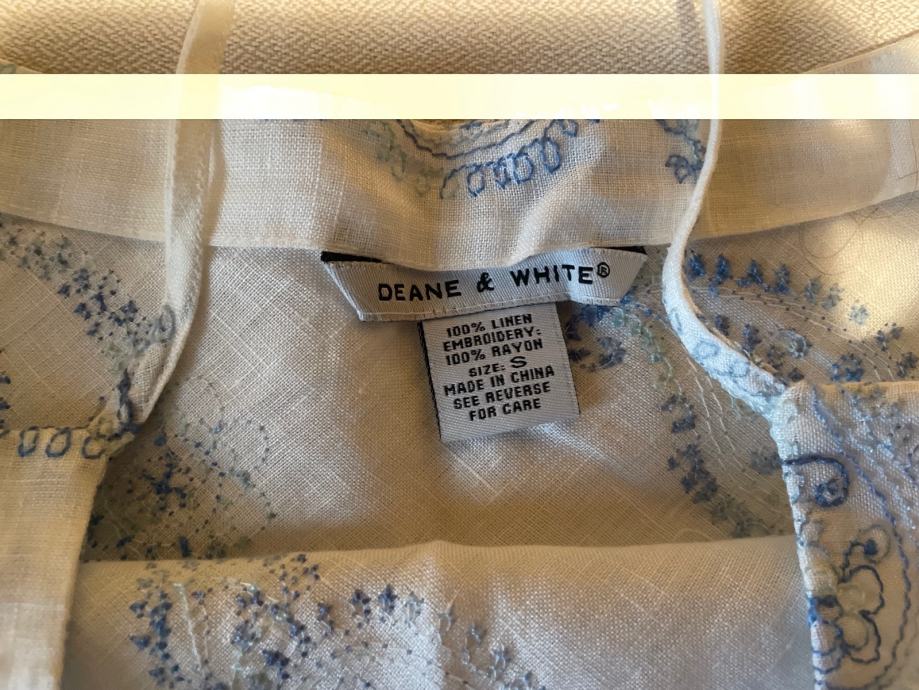 DEANE & WHITE®
100% LINEN
EMBROIDERY:
100% RAYON
SIZE: S
MADE IN CHINA
SEE REVERSE
FOR CARE